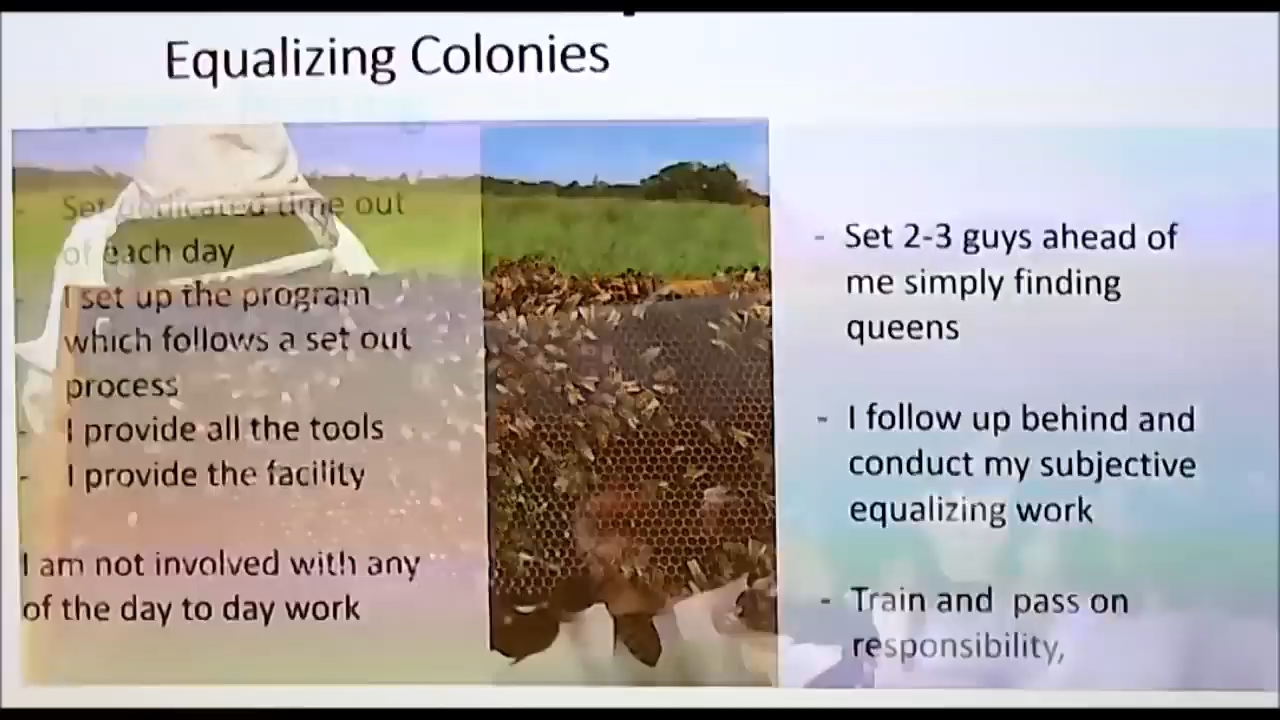 Equalizing Colonies
- Set dedicated time out
of each day
- I set up the program
which follows a set out
process
- I provide all the tools
- I provide the facility
I am not involved with any
of the day to day work
- Set 2-3 guys ahead of
me simply finding
queens
- I follow up behind and
conduct my subjective
equalizing work
- Train and pass on
responsibility,